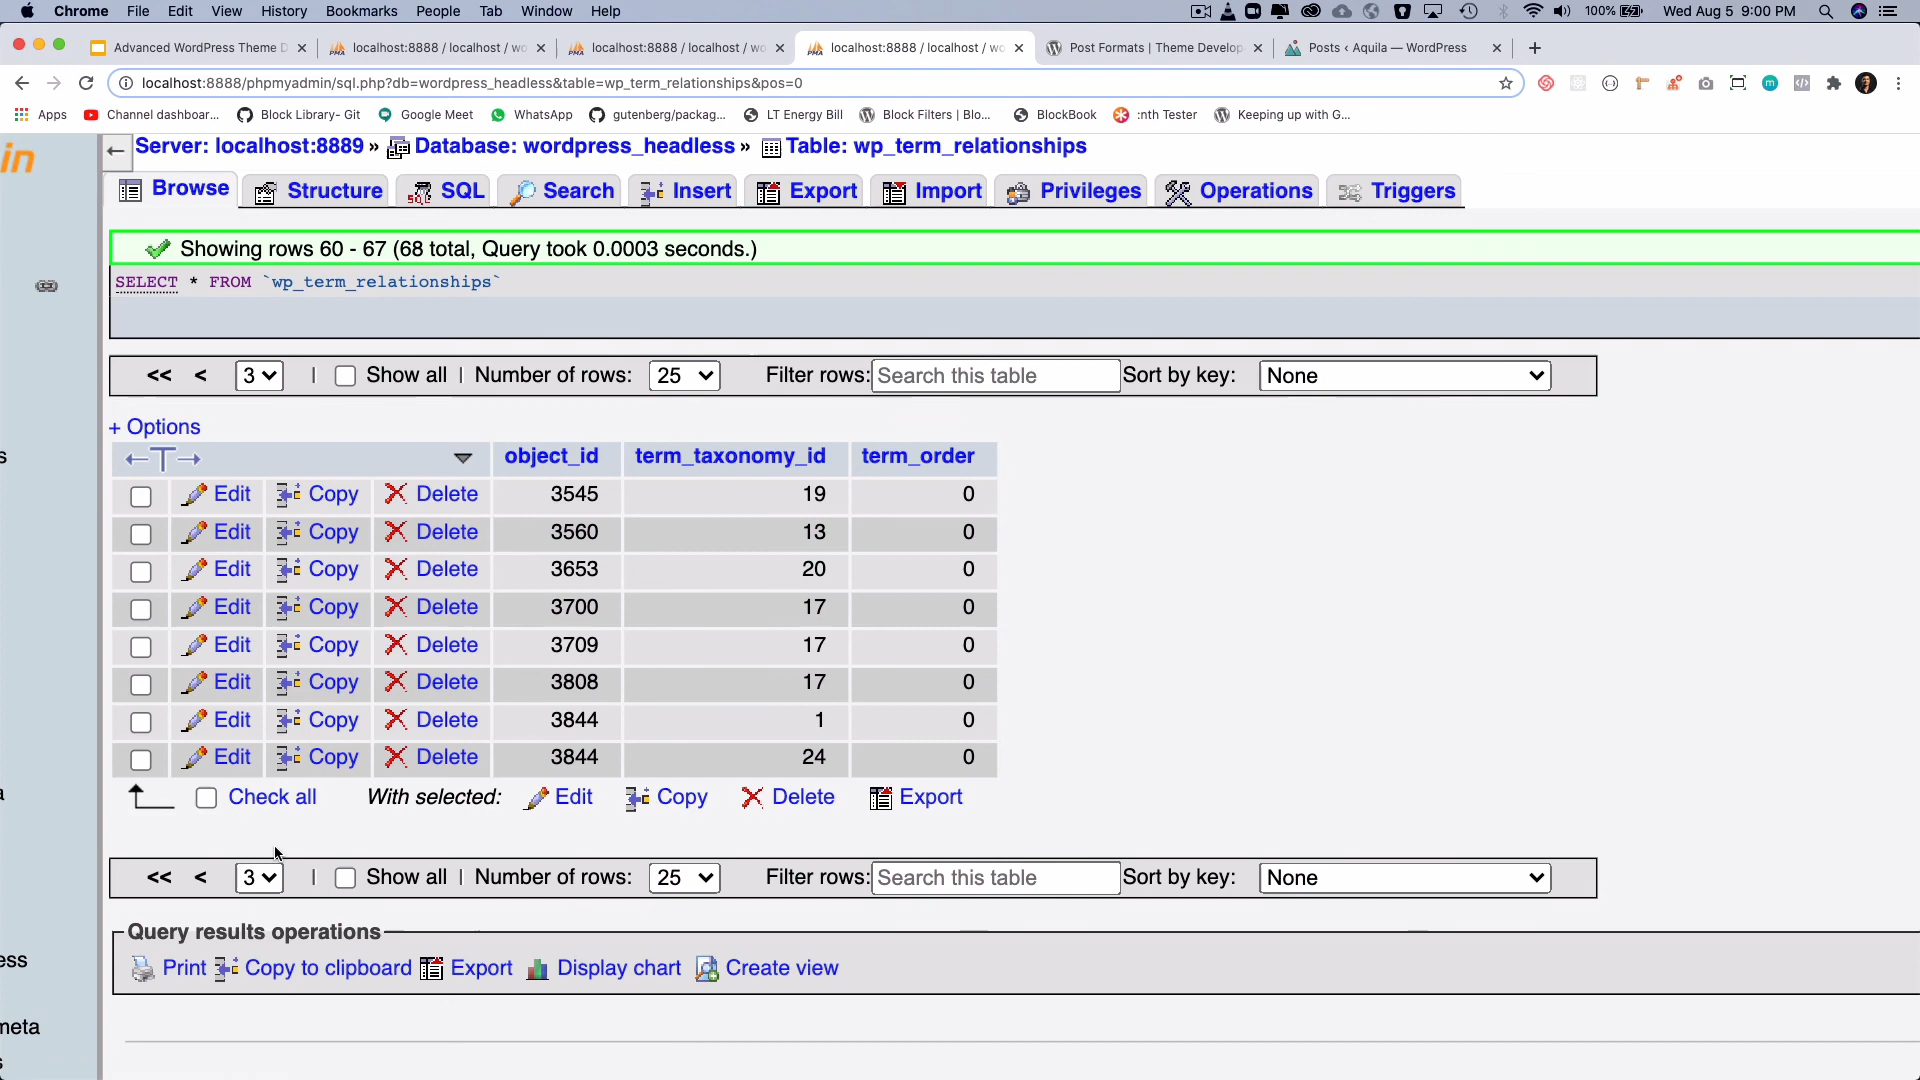 Chrome File Edit View History Bookmarks People Tab Window Help 100% Wed Aug 5 9:00 PM
Advanced WordPress Theme D localhost:8888 / localhost / wo localhost:8888 / localhost / wo localhost:8888 / localhost / wo Post Formats | Theme Develop Posts ‹ Aquila — WordPress
localhost:8888/phpmyadmin/sql.php?db=wordpress_headless&table=wp_term_relationships&pos=0
Apps Channel dashboar... Block Library- Git Google Meet WhatsApp gutenberg/packag... LT Energy Bill Block Filters | Blo... BlockBook :nth Tester Keeping up with G...
in
Server: localhost:8889 » Database: wordpress_headless » Table: wp_term_relationships
Browse Structure SQL Search Insert Export Import Privileges Operations Triggers
Showing rows 60 - 67 (68 total, Query took 0.0003 seconds.)
SELECT * FROM `wp_term_relationships`
<< < 3 | Show all | Number of rows: 25 Filter rows: Search this table Sort by key: None
+ Options
←T→ object_id term_taxonomy_id term_order
s
Edit Copy Delete 3545 19 0
Edit Copy Delete 3560 13 0
Edit Copy Delete 3653 20 0
Edit Copy Delete 3700 17 0
Edit Copy Delete 3709 17 0
Edit Copy Delete 3808 17 0
Edit Copy Delete 3844 1 0
Edit Copy Delete 3844 24 0
a
Check all With selected: Edit Copy Delete Export
<< < 3 | Show all | Number of rows: 25 Filter rows: Search this table Sort by key: None
Query results operations
ess
Print Copy to clipboard Export Display chart Create view
meta
s